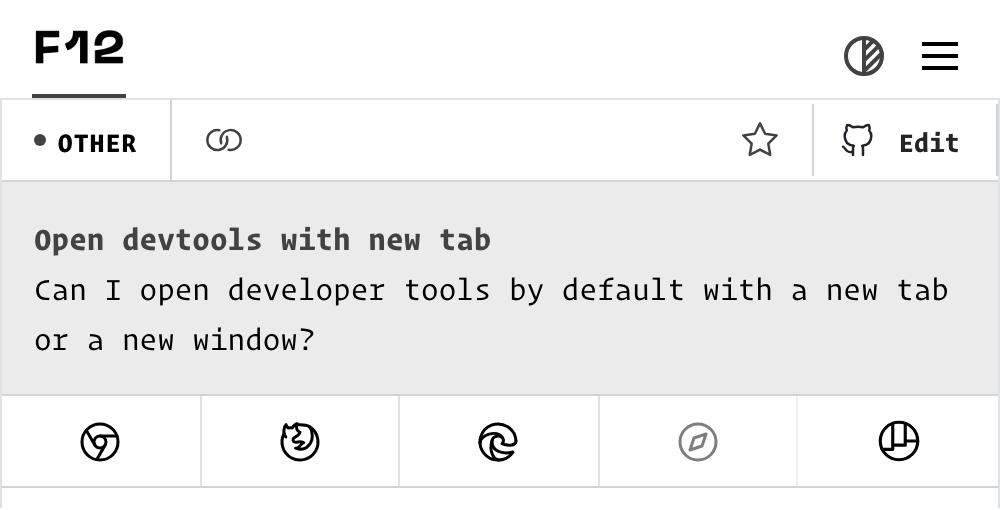 F12
OTHER
Edit
Open devtools with new tab
Can I open developer tools by default with a new tab
or a new window?